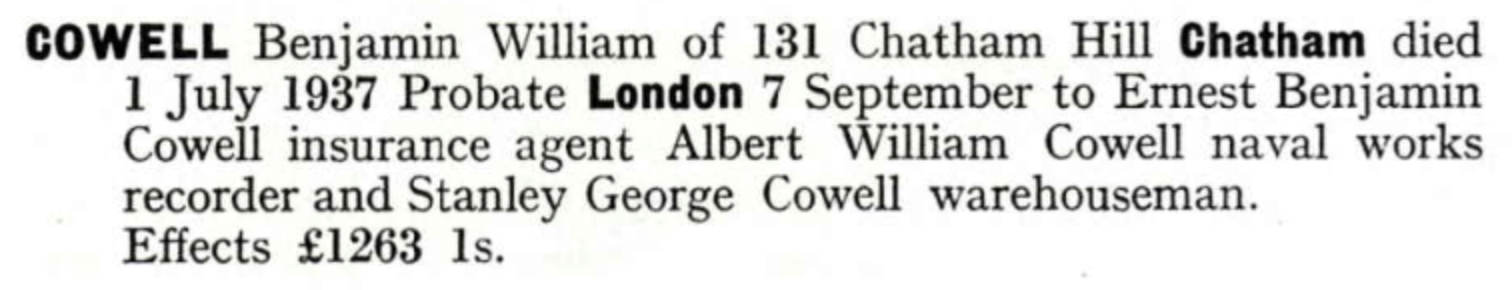 COWELL Benjamin William of 131 Chatham Hill Chatham died
1 July 1937 Probate London 7 September to Ernest Benjamin
Cowell insurance agent Albert William Cowell naval works
recorder and Stanley George Cowell warehouseman.
Effects £1263 1s.